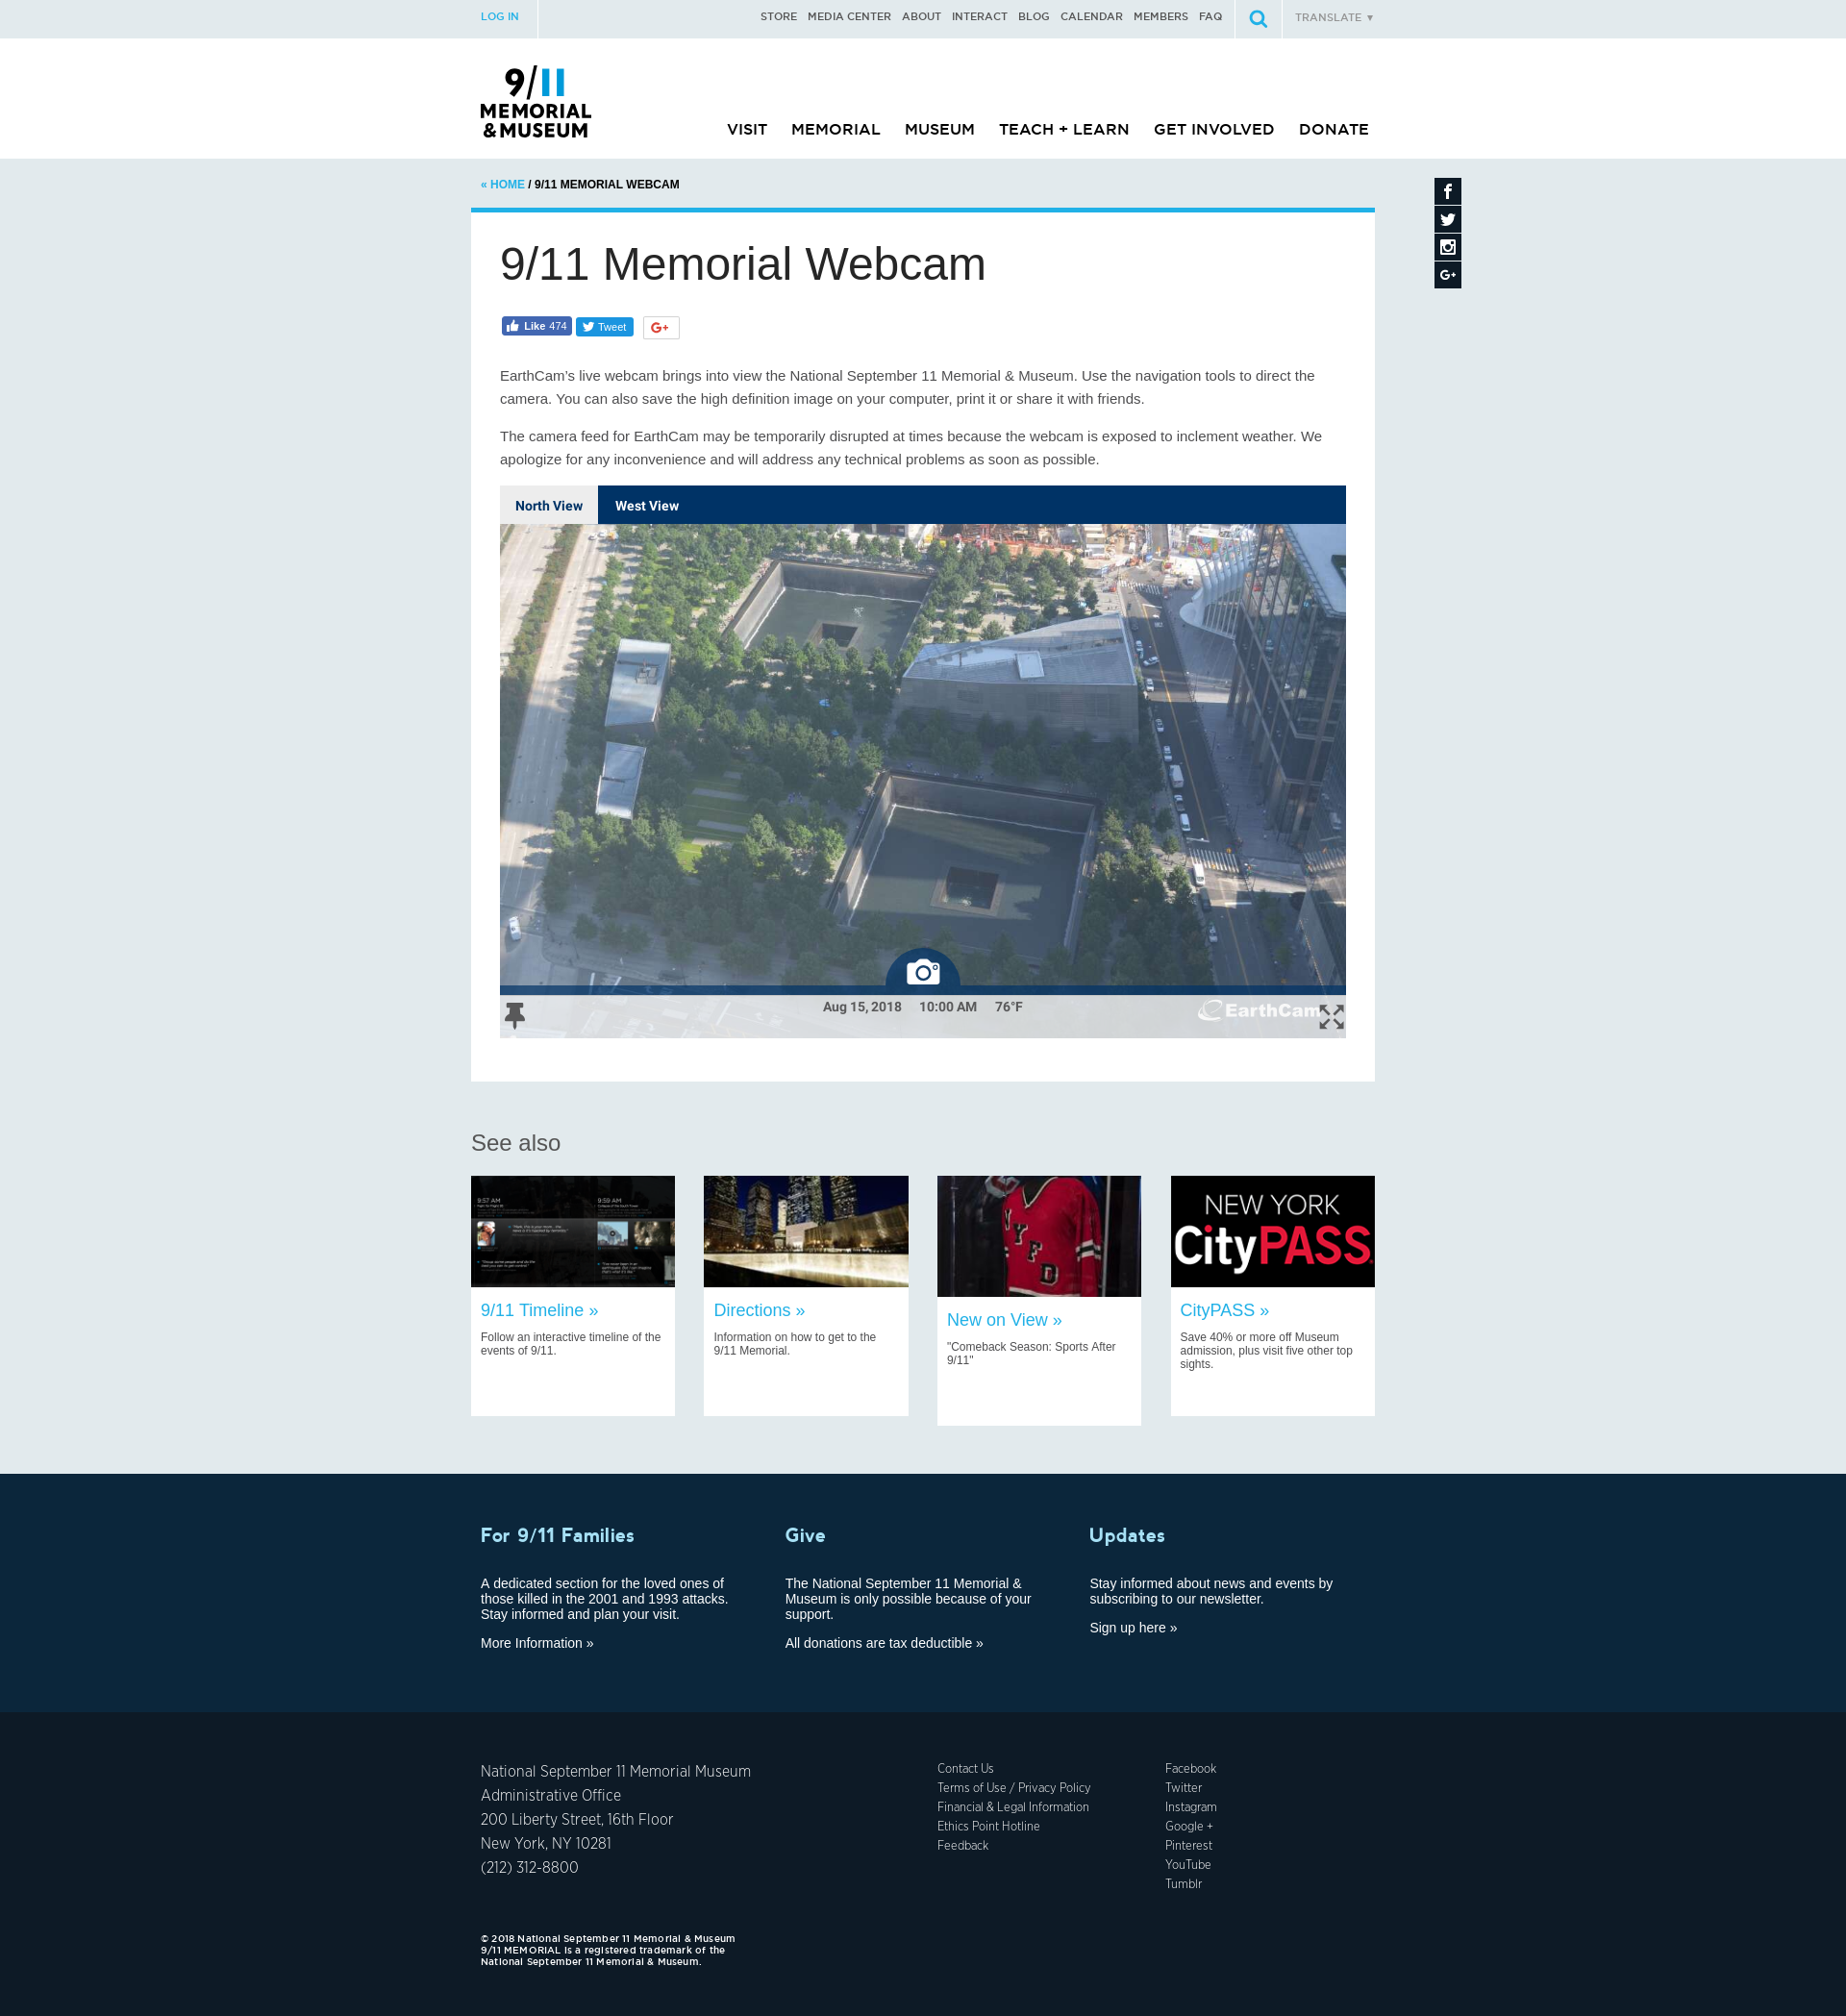 LOG IN
STORE MEDIA CENTER ABOUT INTERACT BLOG CALENDAR MEMBERS FAQ
TRANSLATE ▼
9/11
MEMORIAL
& MUSEUM
VISIT MEMORIAL MUSEUM TEACH + LEARN GET INVOLVED DONATE
« HOME / 9/11 MEMORIAL WEBCAM
9/11 Memorial Webcam
Like 474
Tweet
G+
EarthCam's live webcam brings into view the National September 11 Memorial & Museum. Use the navigation tools to direct the
camera. You can also save the high definition image on your computer, print it or share it with friends.
The camera feed for EarthCam may be temporarily disrupted at times because the webcam is exposed to inclement weather. We
apologize for any inconvenience and will address any technical problems as soon as possible.
North View West View
Aug 15, 2018 10:00 AM 76°F
EarthCam
See also
9:57 AM
9:59 AM
NYFD
NEW YORK
CityPASS
9/11 Timeline »
Follow an interactive timeline of the
events of 9/11.
Directions »
Information on how to get to the
9/11 Memorial.
New on View »
"Comeback Season: Sports After
9/11"
CityPASS »
Save 40% or more off Museum
admission, plus visit five other top
sights.
For 9/11 Families
A dedicated section for the loved ones of
those killed in the 2001 and 1993 attacks.
Stay informed and plan your visit.
More Information »
Give
The National September 11 Memorial &
Museum is only possible because of your
support.
All donations are tax deductible »
Updates
Stay informed about news and events by
subscribing to our newsletter.
Sign up here »
National September 11 Memorial Museum
Administrative Office
200 Liberty Street, 16th Floor
New York, NY 10281
(212) 312-8800
Contact Us
Terms of Use / Privacy Policy
Financial & Legal Information
Ethics Point Hotline
Feedback
Facebook
Twitter
Instagram
Google +
Pinterest
YouTube
Tumblr
© 2018 National September 11 Memorial & Museum
9/11 MEMORIAL is a registered trademark of the
National September 11 Memorial & Museum.